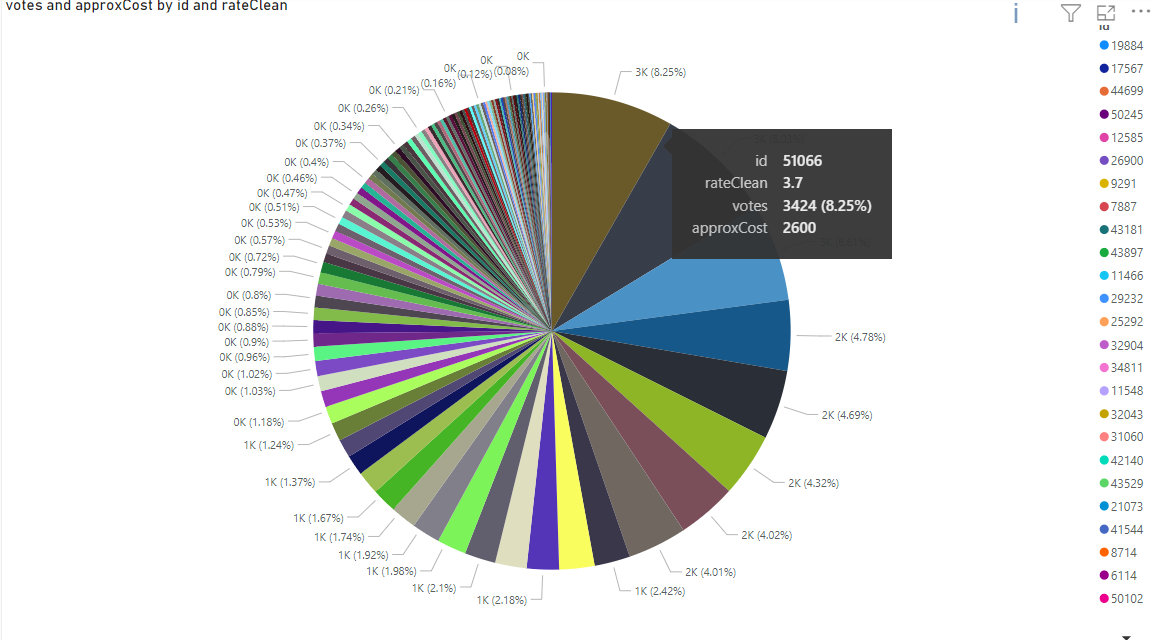 votes and approxCost by id and rateClean
id
19884
17567
44699
50245
12585
26900
9291
7887
43181
43897
11466
29232
25292
32904
34811
11548
32043
31060
42140
43529
21073
41544
8714
6114
50102
3K (8.25%)
id 51066
rateClean 3.7
votes 3424 (8.25%)
approxCost 2600
2K (4.78%)
2K (4.69%)
2K (4.32%)
2K (4.02%)
2K (4.01%)
1K (2.42%)
1K (2.18%)
1K (2.1%)
1K (1.98%)
1K (1.92%)
1K (1.74%)
1K (1.67%)
1K (1.37%)
1K (1.24%)
0K (1.18%)
0K (1.03%)
0K (1.02%)
0K (0.96%)
0K (0.9%)
0K (0.88%)
0K (0.85%)
0K (0.8%)
0K (0.79%)
0K (0.72%)
0K (0.57%)
0K (0.53%)
0K (0.51%)
0K (0.47%)
0K (0.46%)
0K (0.4%)
0K (0.37%)
0K (0.34%)
0K (0.26%)
0K (0.21%)
0K
(0.16%)
0K
(0.12%)
0K
(0.08%)